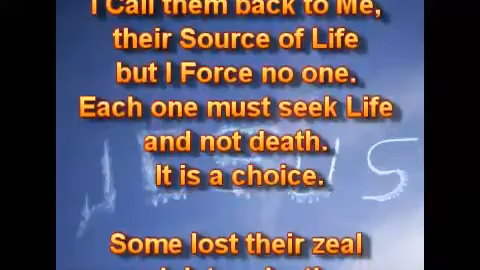 I Call them back to Me,
their Source of Life
but I Force no one.
Each one must seek Life
and not death.
It is a choice.
JESUS
Some lost their zeal